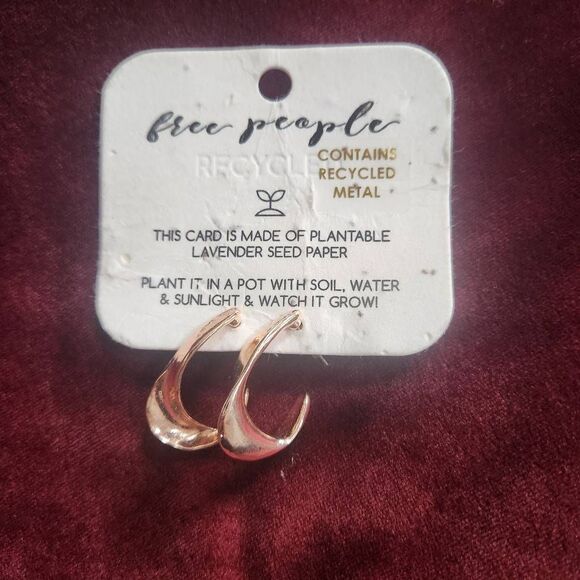 free people
RECYCLED
CONTAINS
RECYCLED
METAL
THIS CARD IS MADE OF PLANTABLE
LAVENDER SEED PAPER
PLANT IT IN A POT WITH SOIL, WATER
& SUNLIGHT & WATCH IT GROW!